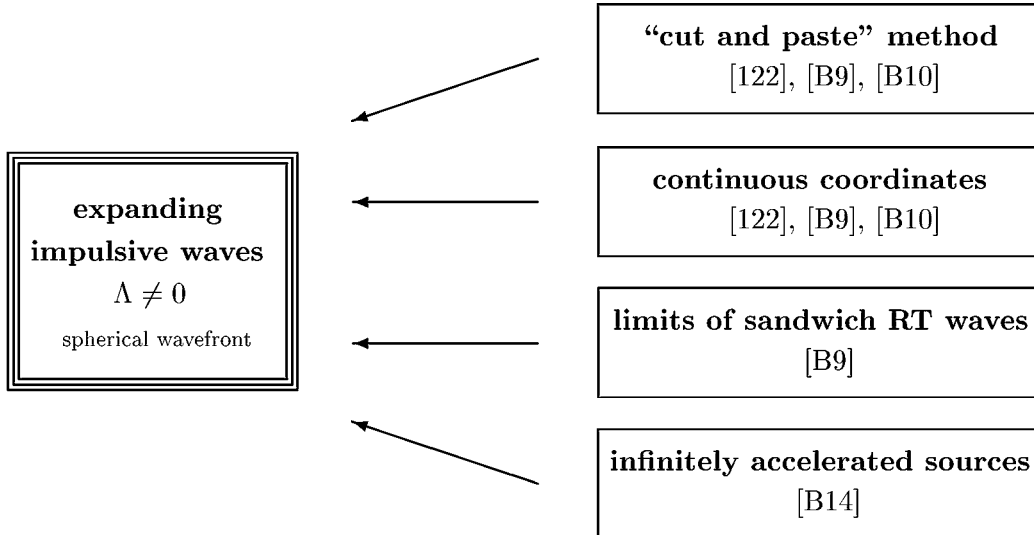 expanding
impulsive waves
Λ ≠ 0
spherical wavefront
“cut and paste” method
[122], [B9], [B10]
continuous coordinates
[122], [B9], [B10]
limits of sandwich RT waves
[B9]
infinitely accelerated sources
[B14]